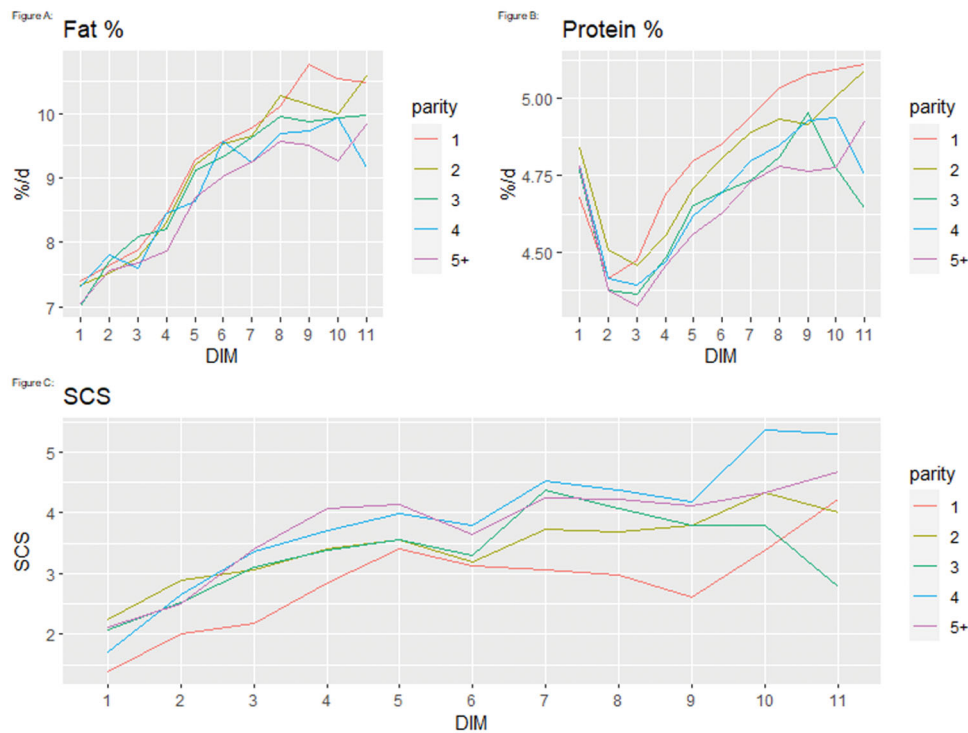 Figure A:
Fat %
10
9
8
7
%/d
1 2 3 4 5 6 7 8 9 10 11
DIM
parity
1
2
3
4
5+
Figure B:
Protein %
5.00
4.75
4.50
%/d
1 2 3 4 5 6 7 8 9 10 11
DIM
parity
1
2
3
4
5+
Figure C:
SCS
5
4
3
2
SCS
1 2 3 4 5 6 7 8 9 10 11
DIM
parity
1
2
3
4
5+